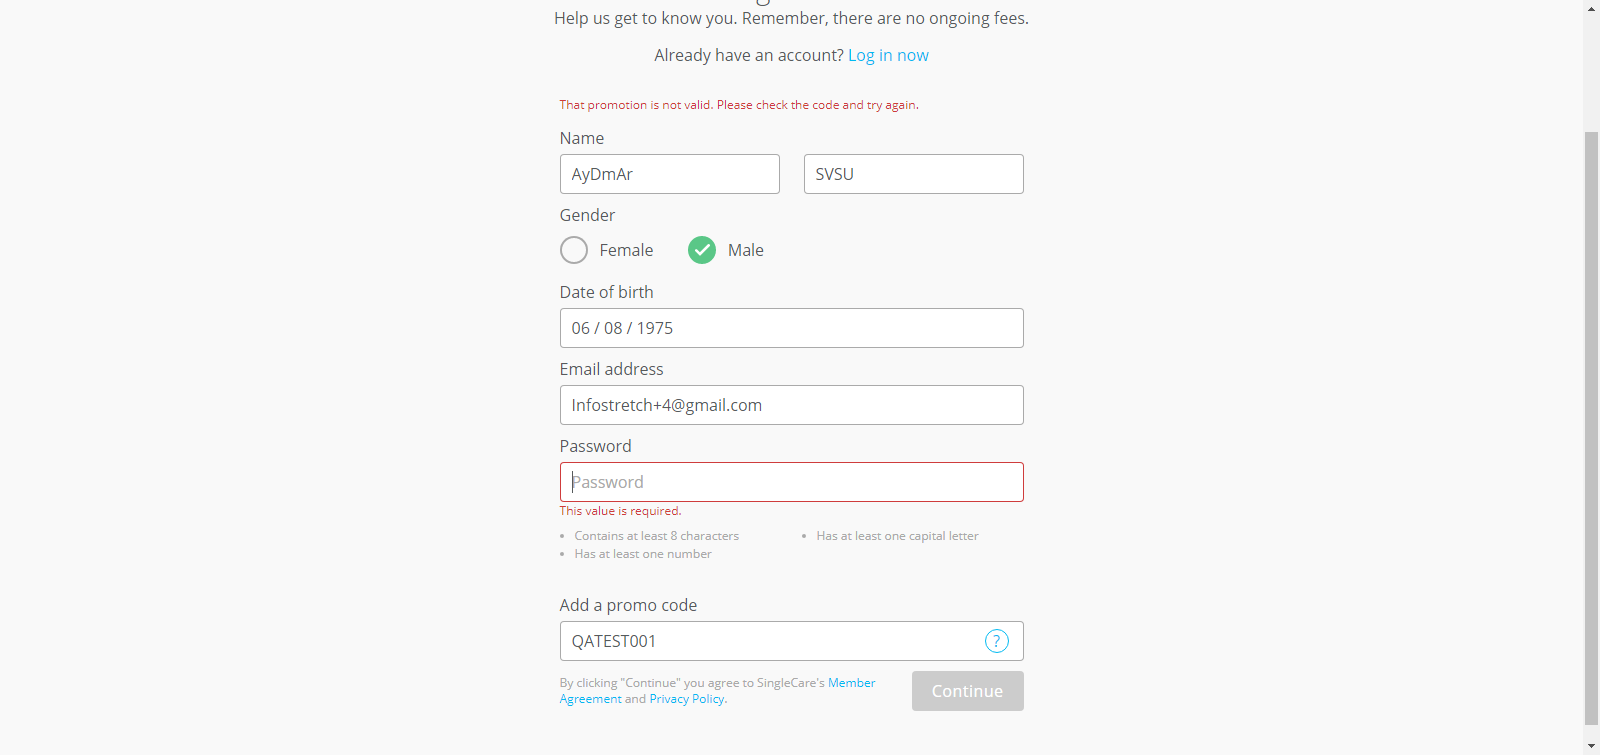 Help us get to know you. Remember, there are no ongoing fees.
Already have an account? Log in now
That promotion is not valid. Please check the code and try again.
Name
AyDmAr SVSU
Gender
Female Male
Date of birth
06 / 08 / 1975
Email address
Infostretch+4@gmail.com
Password
Password
This value is required.
• Contains at least 8 characters • Has at least one capital letter
• Has at least one number
Add a promo code
QATEST001 ?
By clicking "Continue" you agree to SingleCare's Member
Agreement and Privacy Policy.
Continue